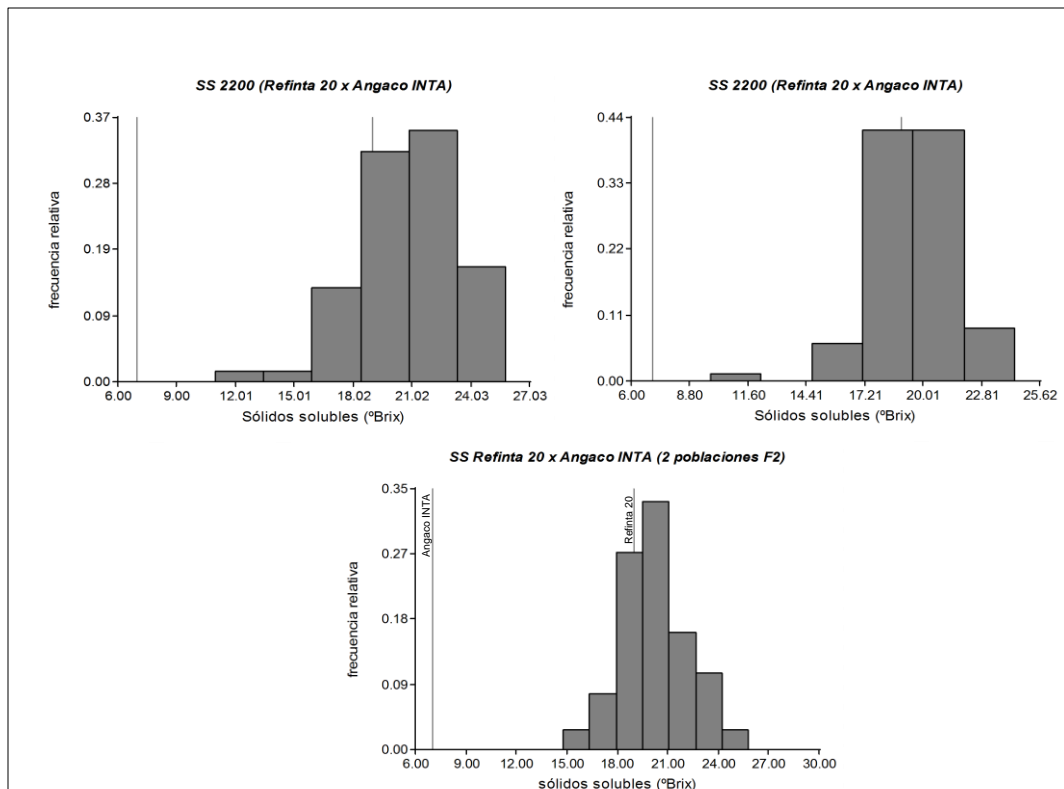 SS 2200 (Refinta 20 x Angaco INTA)
0.37
0.28
0.19
0.09
0.00
frecuencia relativa
6.00 9.00 12.01 15.01 18.02 21.02 24.03 27.03
Sólidos solubles (ºBrix)
SS 2200 (Refinta 20 x Angaco INTA)
0.44
0.33
0.22
0.11
0.00
frecuencia relativa
6.00 8.80 11.60 14.41 17.21 20.01 22.81 25.62
Sólidos solubles (ºBrix)
SS Refinta 20 x Angaco INTA (2 poblaciones F2)
0.35
0.27
0.18
0.09
0.00
frecuencia relativa
Angaco INTA
Refinta 20
6.00 9.00 12.00 15.00 18.00 21.00 24.00 27.00 30.00
sólidos solubles (ºBrix)